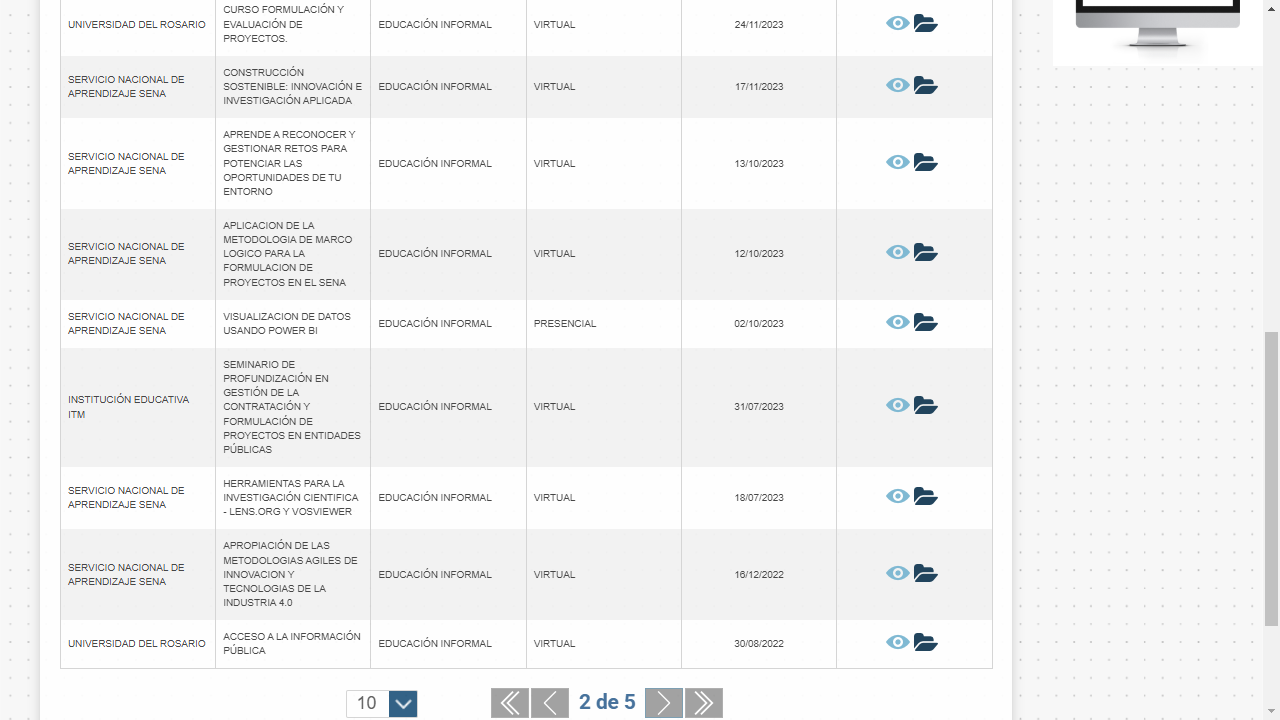 UNIVERSIDAD DEL ROSARIO
CURSO FORMULACIÓN Y
EVALUACIÓN DE
PROYECTOS.
EDUCACIÓN INFORMAL
VIRTUAL
24/11/2023
SERVICIO NACIONAL DE
APRENDIZAJE SENA
CONSTRUCCIÓN
SOSTENIBLE: INNOVACIÓN E
INVESTIGACIÓN APLICADA
EDUCACIÓN INFORMAL
VIRTUAL
17/11/2023
SERVICIO NACIONAL DE
APRENDIZAJE SENA
APRENDE A RECONOCER Y
GESTIONAR RETOS PARA
POTENCIAR LAS
OPORTUNIDADES DE TU
ENTORNO
EDUCACIÓN INFORMAL
VIRTUAL
13/10/2023
SERVICIO NACIONAL DE
APRENDIZAJE SENA
APLICACION DE LA
METODOLOGIA DE MARCO
LÓGICO PARA LA
FORMULACION DE
PROYECTOS EN EL SENA
EDUCACIÓN INFORMAL
VIRTUAL
12/10/2023
SERVICIO NACIONAL DE
APRENDIZAJE SENA
VISUALIZACION DE DATOS
USANDO POWER BI
EDUCACIÓN INFORMAL
PRESENCIAL
02/10/2023
INSTITUCIÓN EDUCATIVA
ITM
SEMINARIO DE
PROFUNDIZACIÓN EN
GESTIÓN DE LA
CONTRATACIÓN Y
FORMULACIÓN DE
PROYECTOS EN ENTIDADES
PÚBLICAS
EDUCACIÓN INFORMAL
VIRTUAL
31/07/2023
SERVICIO NACIONAL DE
APRENDIZAJE SENA
HERRAMIENTAS PARA LA
INVESTIGACIÓN CIENTIFICA
- LENS.ORG Y VOSVIEWER
EDUCACIÓN INFORMAL
VIRTUAL
18/07/2023
SERVICIO NACIONAL DE
APRENDIZAJE SENA
APROPIACIÓN DE LAS
METODOLOGIAS AGILES DE
INNOVACION Y
TECNOLOGIAS DE LA
INDUSTRIA 4.0
EDUCACIÓN INFORMAL
VIRTUAL
16/12/2022
UNIVERSIDAD DEL ROSARIO
ACCESO A LA INFORMACIÓN
PÚBLICA
EDUCACIÓN INFORMAL
VIRTUAL
30/08/2022
10
2 de 5